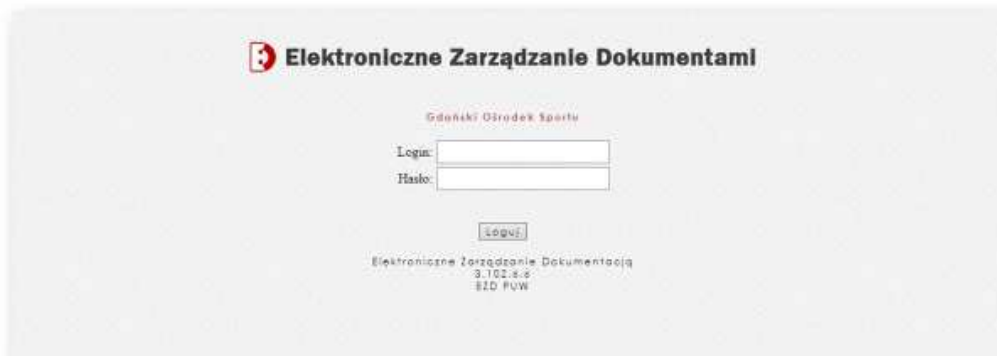 Elektroniczne Zarządzanie Dokumentami
Gdański Ośrodek Sportu
Login:
Hasło:
Loguj
Elektroniczne Zarządzanie Dokumentacją
3.102.6.6
EZD PUW